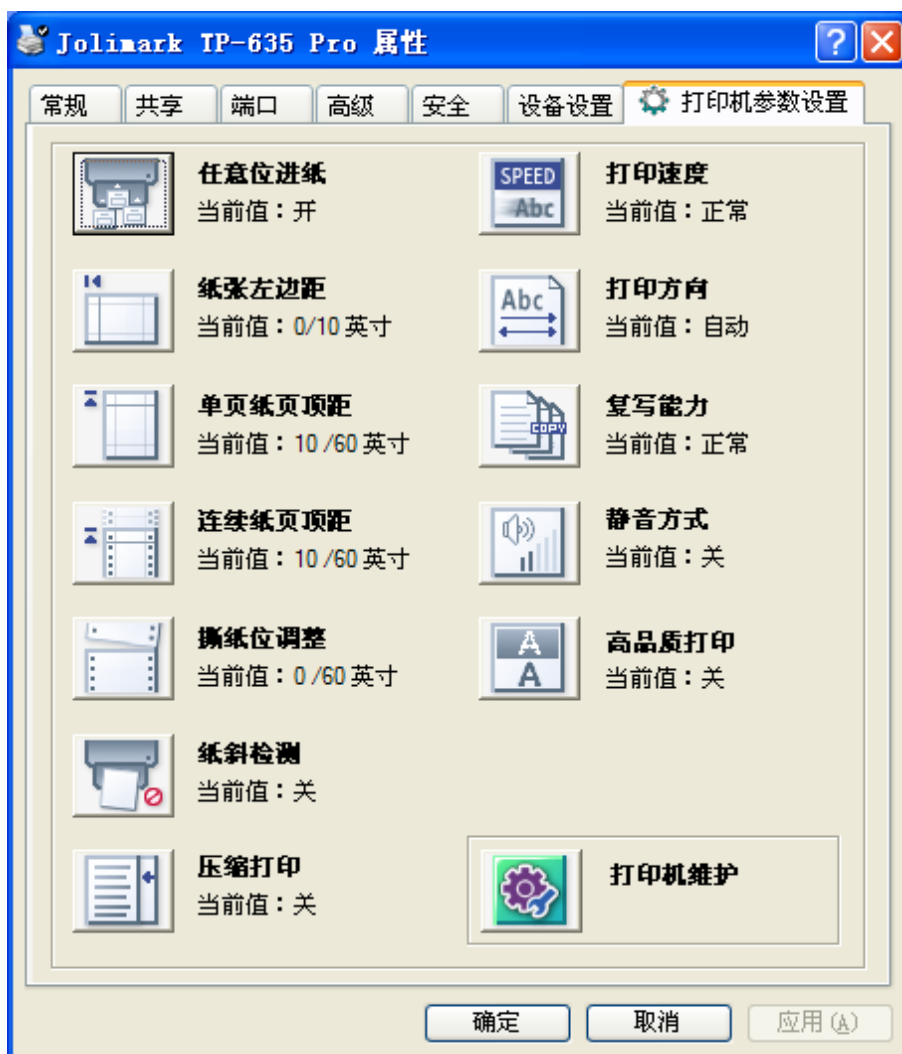 Jolimark TP-635 Pro 属性
常规 共享 端口 高级 安全 设备设置 打印机参数设置
任意位进纸
当前值：开
纸张左边距
当前值：0/10 英寸
单页纸页顶距
当前值：10 /60 英寸
连续纸页顶距
当前值：10 /60 英寸
撕纸位调整
当前值：0 /60 英寸
纸斜检测
当前值：关
压缩打印
当前值：关
SPEED
Abc
打印速度
当前值：正常
Abc
打印方向
当前值：自动
COPY
复写能力
当前值：正常
静音方式
当前值：关
A
A
高品质打印
当前值：关
打印机维护
确定 取消 应用(A)